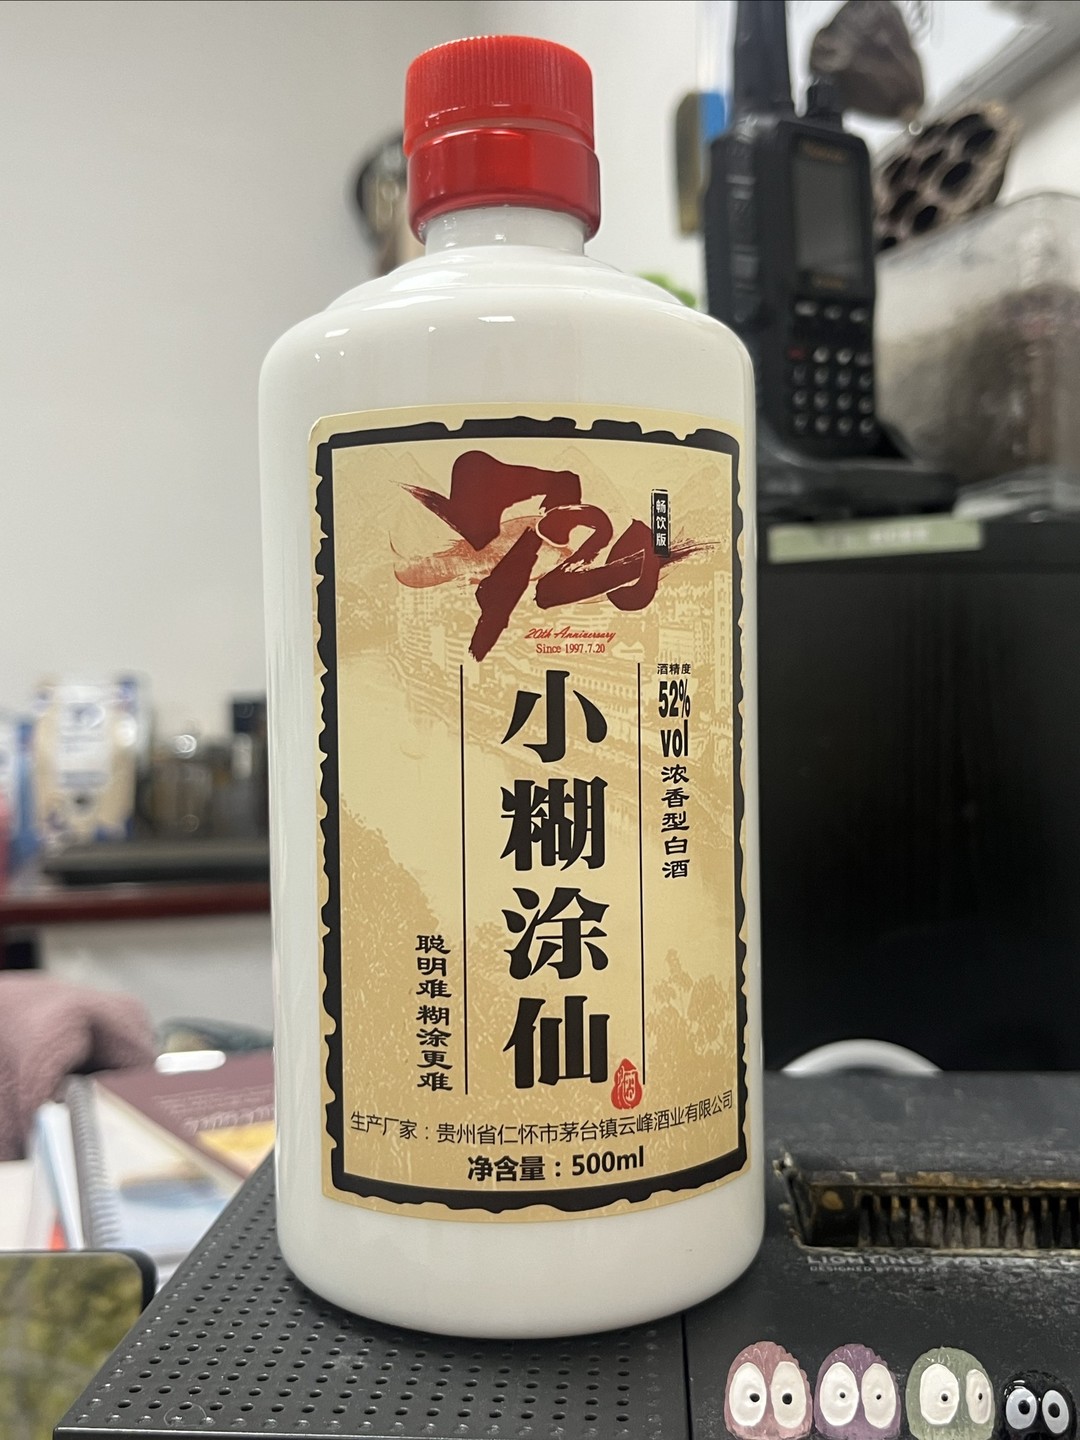 720
畅饮版
20th Anniversary
Since 1997.7.20
酒精度
52%
vol
浓香型白酒
小糊涂仙
聪明难 糊涂更难
酒
生产厂家：贵州省仁怀市茅台镇云峰酒业有限公司
净含量：500ml